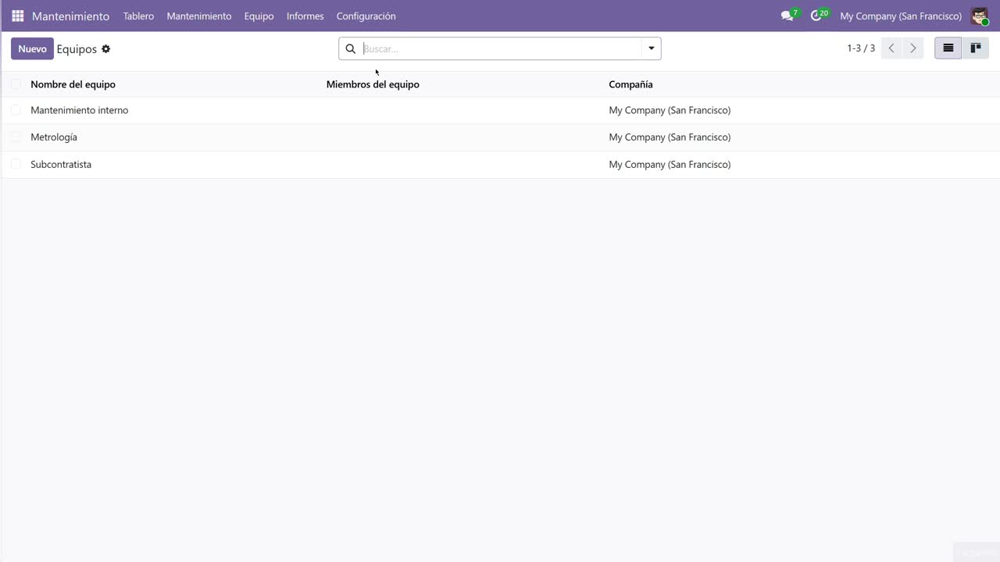 Mantenimiento Tablero Mantenimiento Equipo Informes Configuración 7 20 My Company (San Francisco)
Nuevo Equipos Buscar... 1-3 / 3
Nombre del equipo Miembros del equipo Compañía
Mantenimiento interno My Company (San Francisco)
Metrología My Company (San Francisco)
Subcontratista My Company (San Francisco)